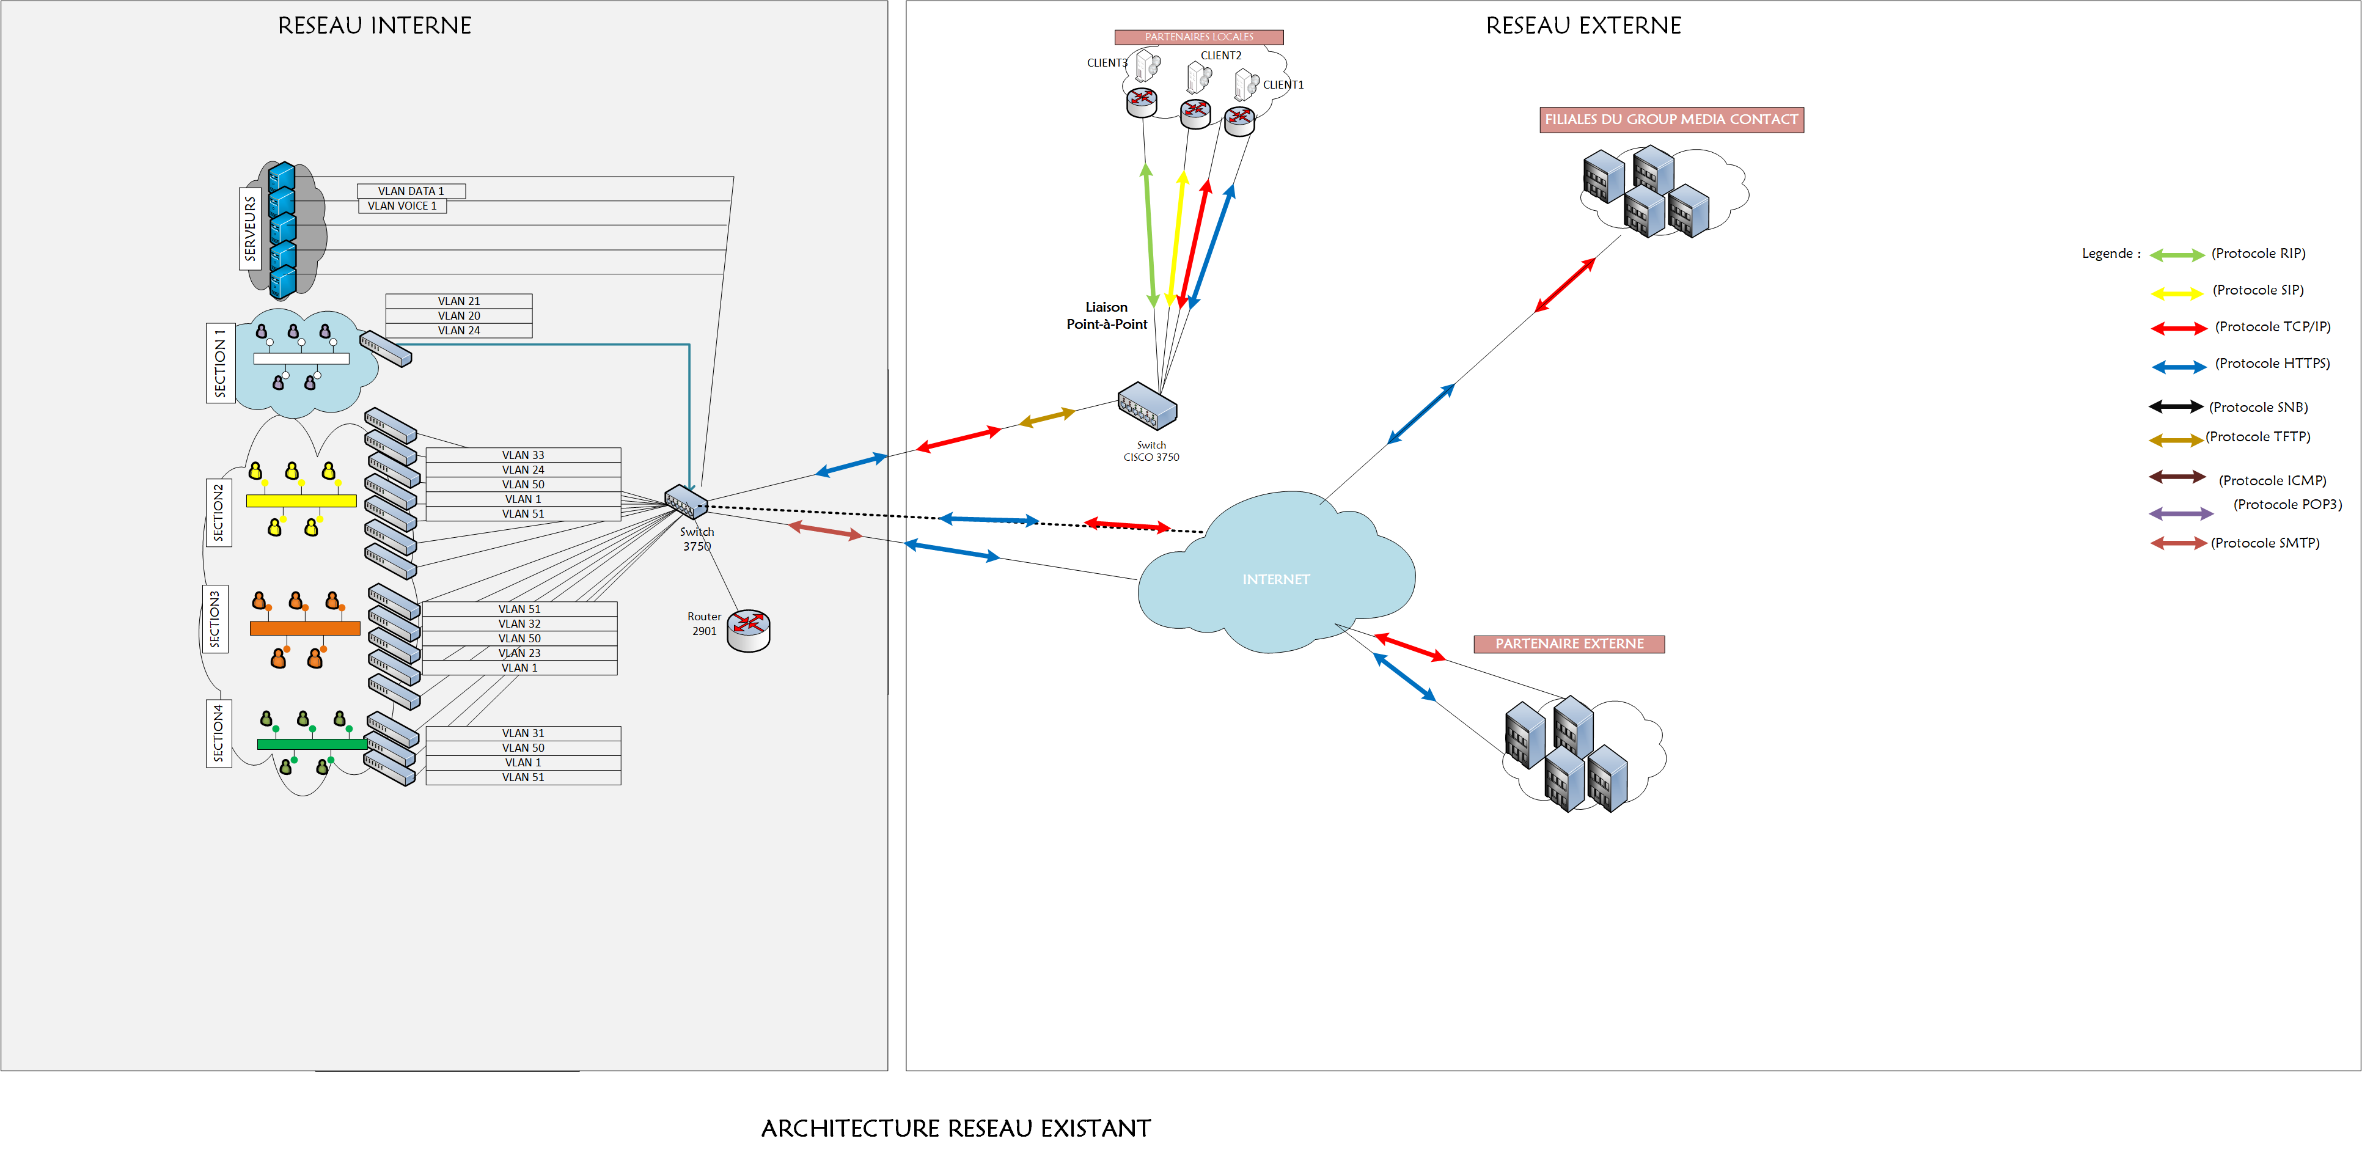 RESEAU INTERNE
SERVEURS
VLAN DATA 1
VLAN VOICE 1
SECTION 1
VLAN 21
VLAN 20
VLAN 24
SECTION2
VLAN 33
VLAN 24
VLAN 50
VLAN 1
VLAN 51
Switch
3750
SECTION3
VLAN 51
VLAN 32
VLAN 50
VLAN 23
VLAN 1
Router
2901
SECTION4
VLAN 31
VLAN 50
VLAN 1
VLAN 51
RESEAU EXTERNE
PARTENAIRES LOCALES
CLIENT3
CLIENT2
CLIENT1
Liaison
Point-à-Point
Switch
CISCO 3750
FILIALES DU GROUP MEDIA CONTACT
INTERNET
PARTENAIRE EXTERNE
Legende :
(Protocole RIP)
(Protocole SIP)
(Protocole TCP/IP)
(Protocole HTTPS)
(Protocole SNB)
(Protocole TFTP)
(Protocole ICMP)
(Protocole POP3)
(Protocole SMTP)
ARCHITECTURE RESEAU EXISTANT